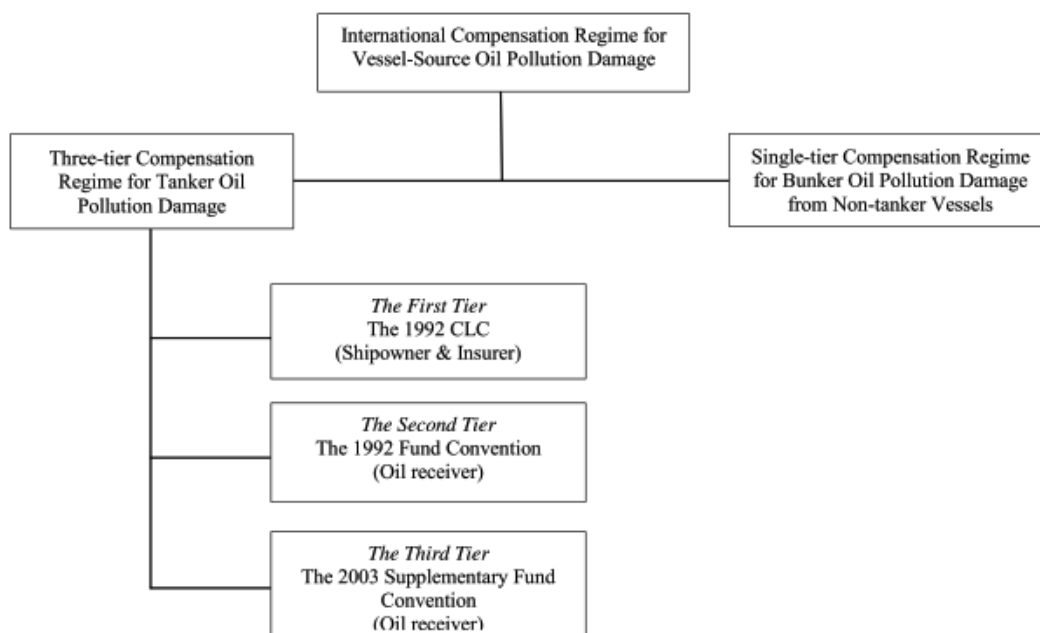 International Compensation Regime for
Vessel-Source Oil Pollution Damage
Three-tier Compensation
Regime for Tanker Oil
Pollution Damage
Single-tier Compensation Regime
for Bunker Oil Pollution Damage
from Non-tanker Vessels
The First Tier
The 1992 CLC
(Shipowner & Insurer)
The Second Tier
The 1992 Fund Convention
(Oil receiver)
The Third Tier
The 2003 Supplementary Fund
Convention
(Oil receiver)